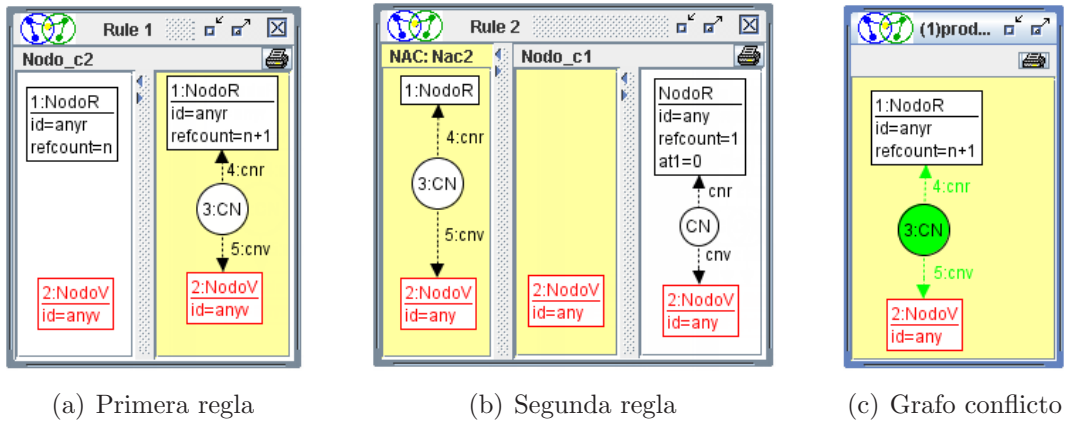 Rule 1
Nodo_c2
1:NodoR
id=anyr
refcount=n
2:NodoV
id=anyv
1:NodoR
id=anyr
refcount=n+1
4:cnr
3:CN
5:cnv
2:NodoV
id=anyv
(a) Primera regla
Rule 2
NAC: Nac2
Nodo_c1
1:NodoR
4:cnr
3:CN
5:cnv
2:NodoV
id=any
2:NodoV
id=any
NodoR
id=any
refcount=1
at1=0
cnr
CN
cnv
2:NodoV
id=any
(b) Segunda regla
(1)prod...
1:NodoR
id=anyr
refcount=n+1
4:cnr
3:CN
5:cnv
2:NodoV
id=any
(c) Grafo conflicto